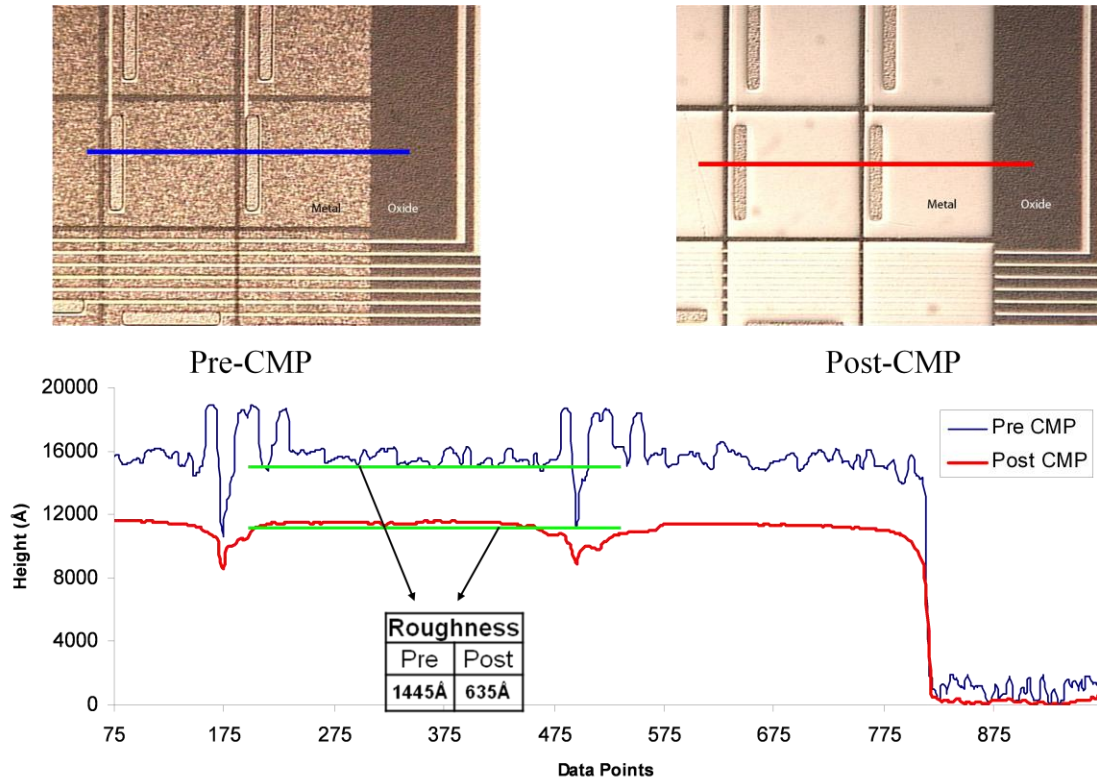 Metal
Oxide
Metal
Oxide
Pre-CMP
Post-CMP
20000
16000
12000
8000
4000
0
Height (Å)
Pre CMP
Post CMP
Roughness
Pre Post
1445Å 635Å
75 175 275 375 475 575 675 775 875
Data Points